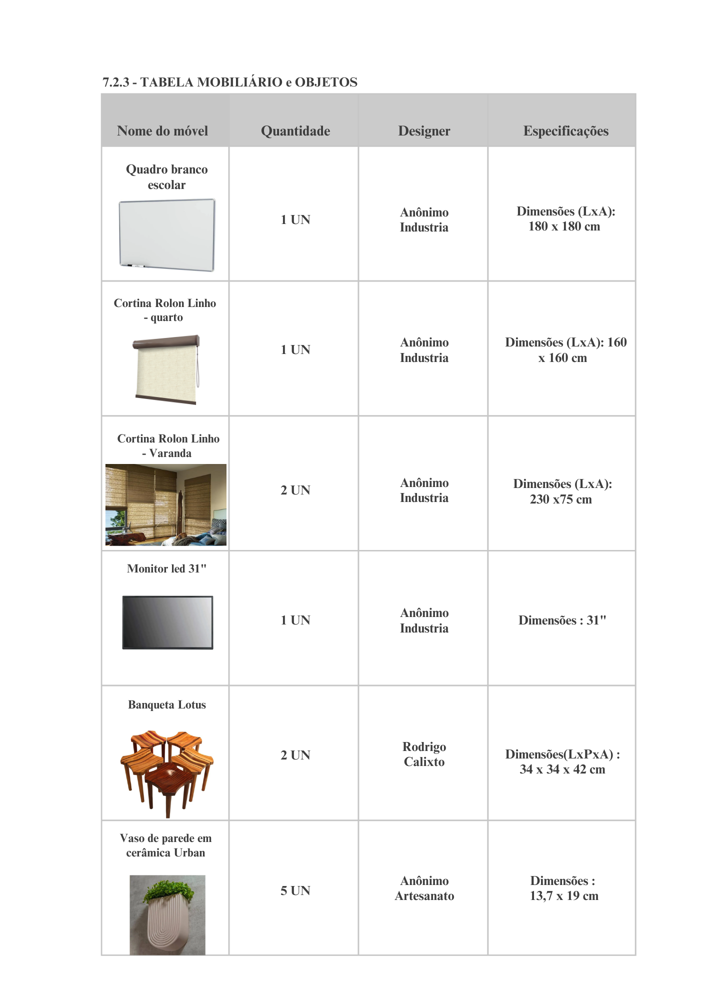 7.2.3 - TABELA MOBILIÁRIO e OBJETOS
Nome do móvel
Quantidade
Designer
Especificações
Quadro branco
escolar
1 UN
Anônimo
Industria
Dimensões (LxA):
180 x 180 cm
Cortina Rolon Linho
- quarto
1 UN
Anônimo
Industria
Dimensões (LxA): 160
x 160 cm
Cortina Rolon Linho
- Varanda
2 UN
Anônimo
Industria
Dimensões (LxA):
230 x75 cm
Monitor led 31"
1 UN
Anônimo
Industria
Dimensões : 31"
Banqueta Lotus
2 UN
Rodrigo
Calixto
Dimensões(LxPxA) :
34 x 34 x 42 cm
Vaso de parede em
cerâmica Urban
5 UN
Anônimo
Artesanato
Dimensões :
13,7 x 19 cm